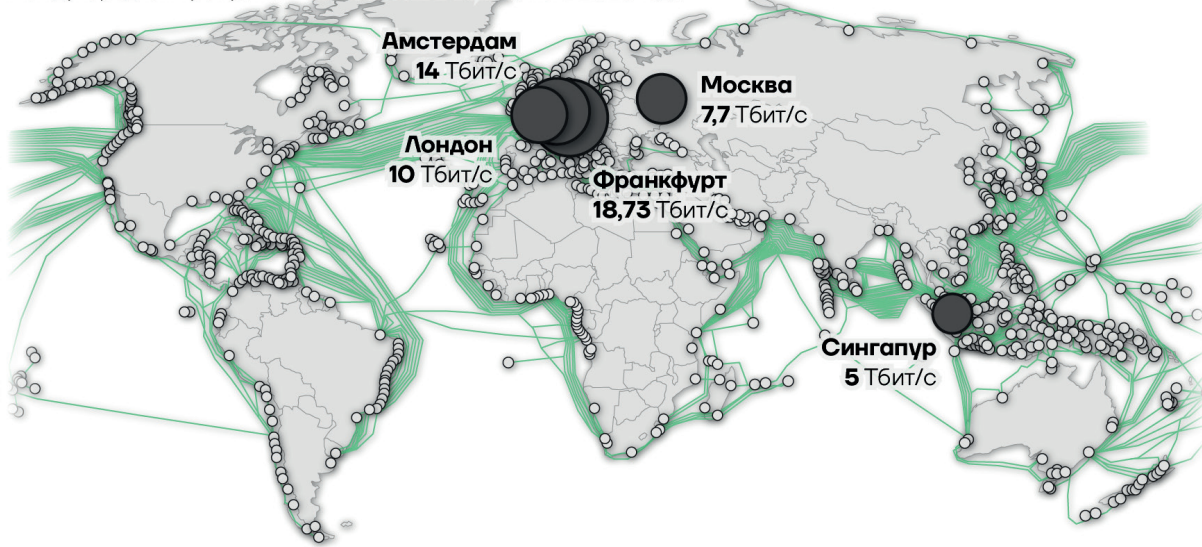 Амстердам
14 Тбит/с
Москва
7,7 Тбит/с
Лондон
10 Тбит/с
Франкфурт
18,73 Тбит/с
Сингапур
5 Тбит/с